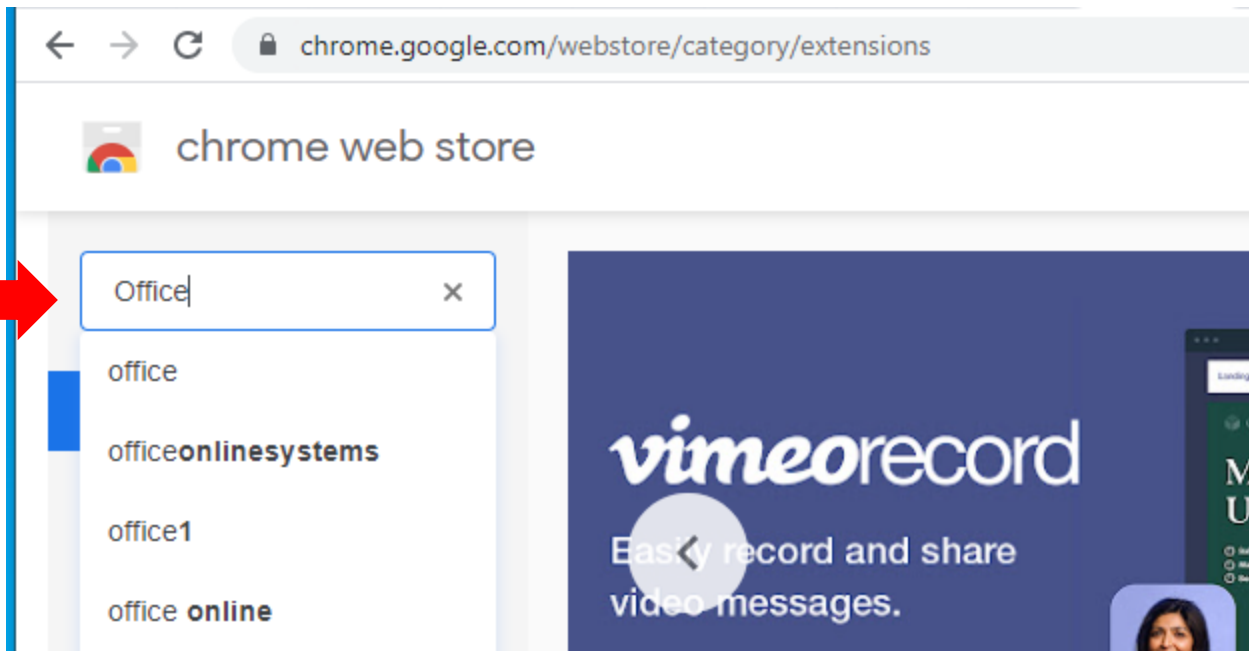 chrome.google.com/webstore/category/extensions
chrome web store
Office
office
officeonlinesystems
office1
office online
vimeorecord
Easily record and share
video messages.
Landing
M
U